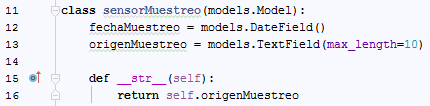 11 class sensorMuestreo(models.Model):
12     fechaMuestreo = models.DateField()
13     origenMuestreo = models.TextField(max_length=10)
14
15     def __str__(self):
16         return self.origenMuestreo